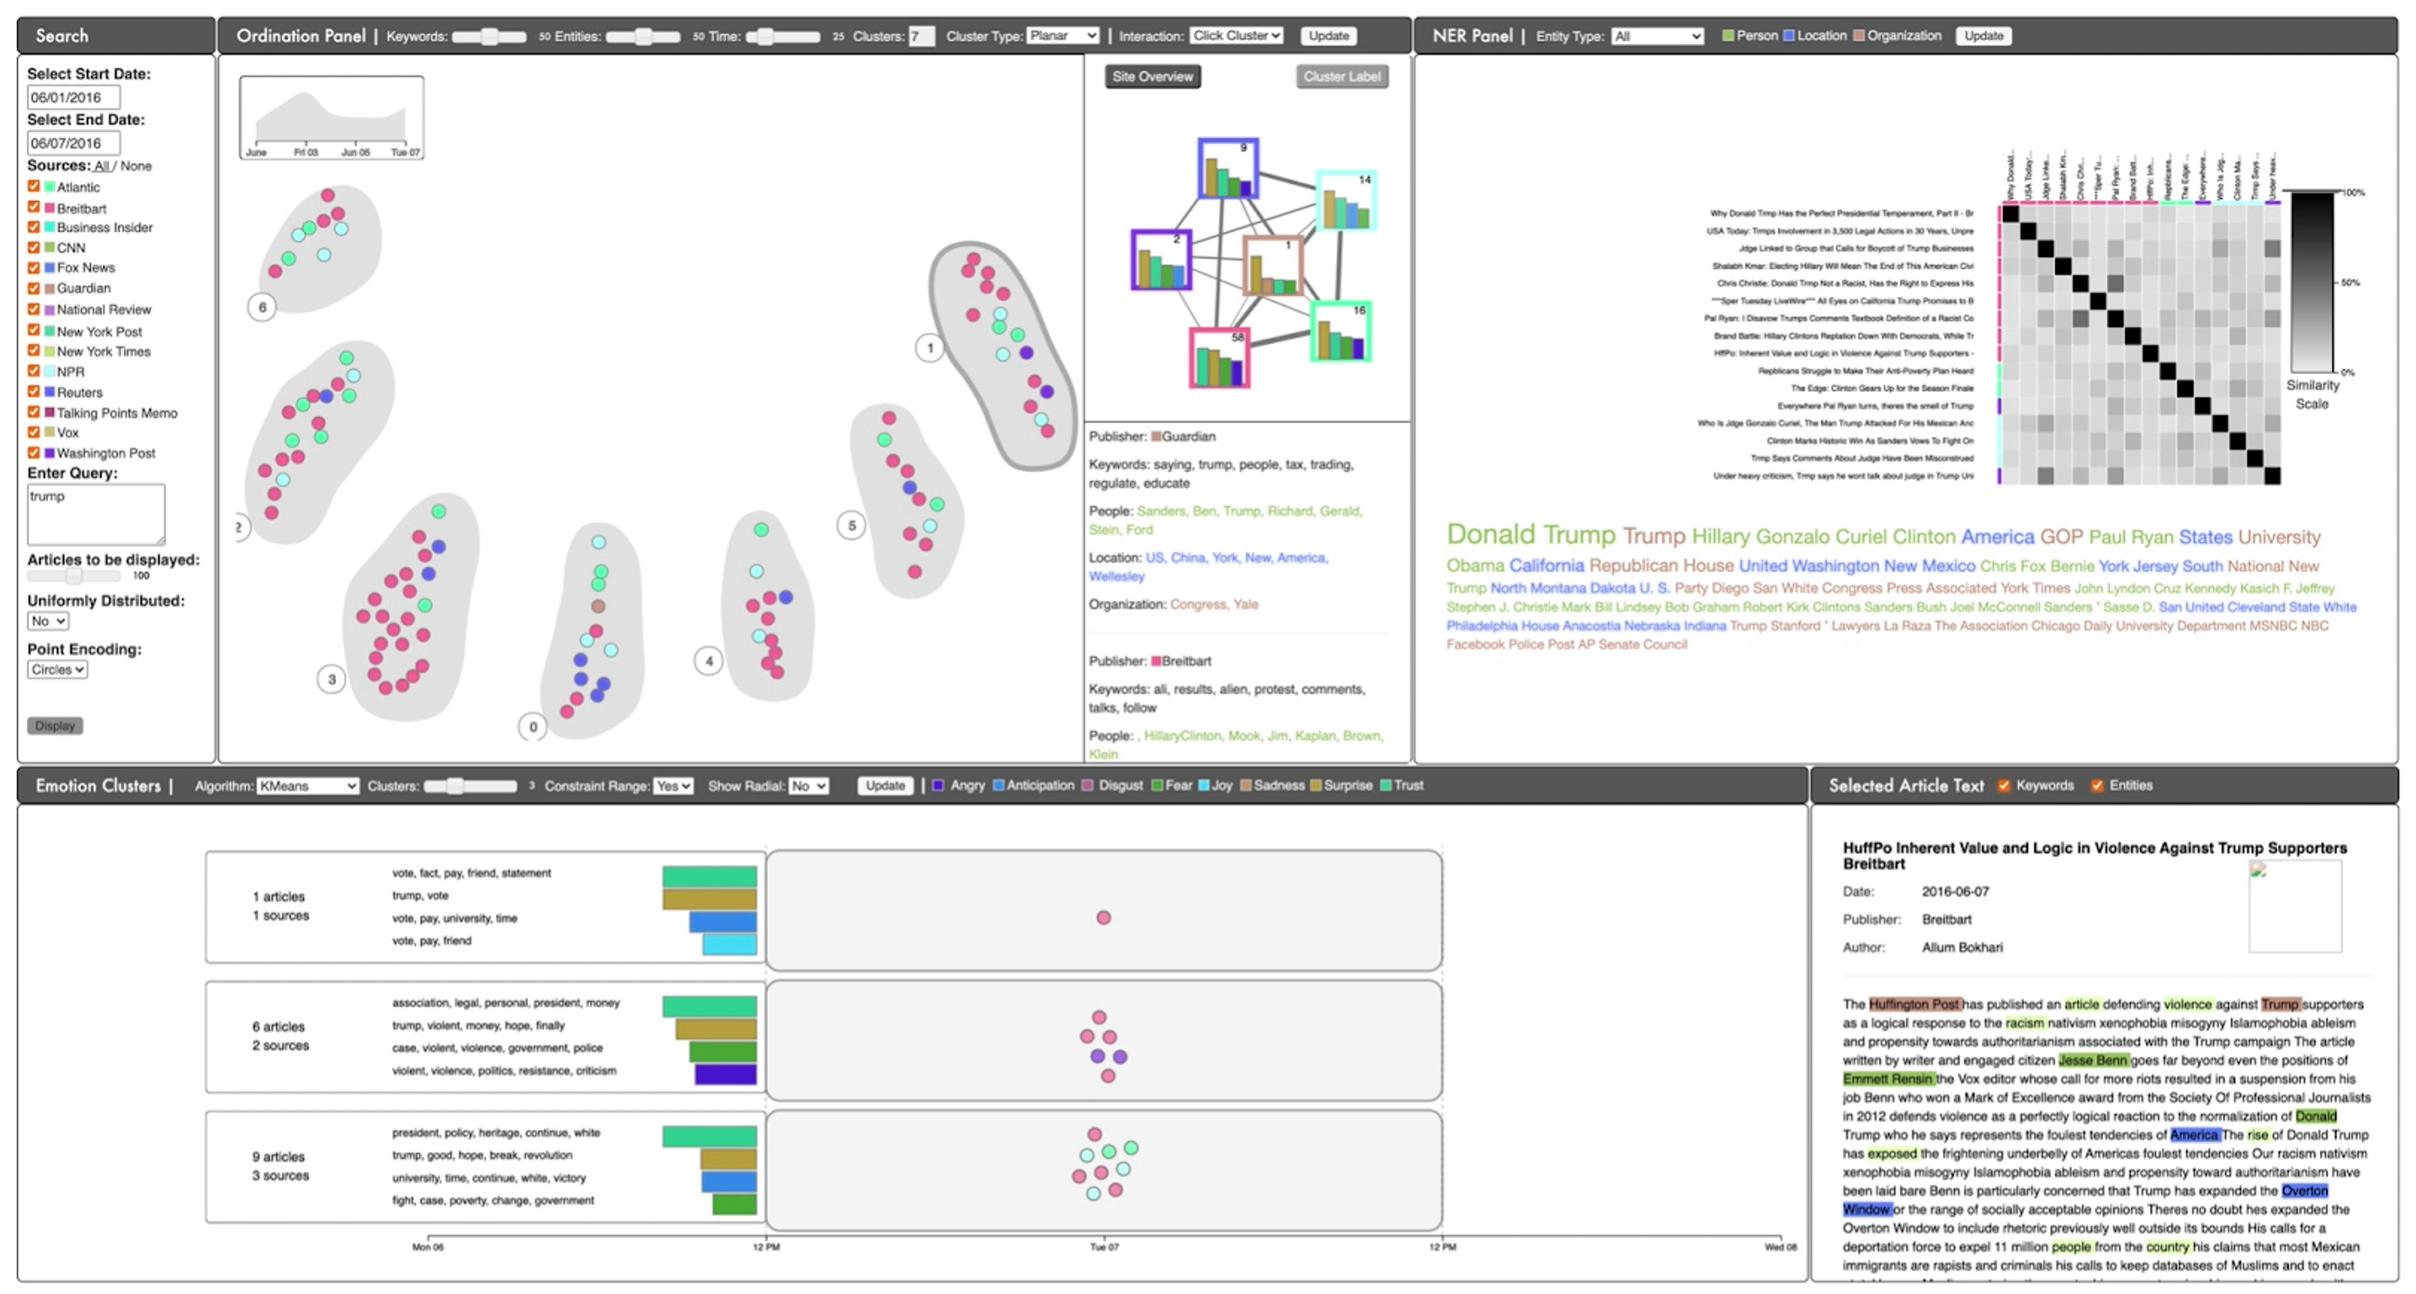 Search
Ordination Panel | Keywords: 50 Entities: 50 Time: 25 Clusters: 7 Cluster Type: Planar | Interaction: Click Cluster Update
NER Panel | Entity Type: All Person Location Organization Update
Select Start Date:
06/01/2016
Select End Date:
06/07/2016
Sources: All / None
Atlantic
Breitbart
Business Insider
CNN
Fox News
Guardian
National Review
New York Post
New York Times
NPR
Reuters
Talking Points Memo
Vox
Washington Post
Enter Query:
trump
Articles to be displayed:
100
Uniformly Distributed:
No
Point Encoding:
Circles
Display
June Fri 03 Jun 05 Tue 07
6
1
2
5
3
4
0
Site Overview Cluster Label
9
14
2
1
16
58
Publisher: Guardian
Keywords: saying, trump, people, tax, trading,
regulate, educate
People: Sanders, Ben, Trump, Richard, Gerald,
Stein, Ford
Location: US, China, York, New, America,
Wellesley
Organization: Congress, Yale
Publisher: Breitbart
Keywords: ali, results, alien, protest, comments,
talks, follow
People: , HillaryClinton, Mook, Jim, Kaplan, Brown,
Klein
Why Donald... USA Today:... Jdge Linke... Shalabh Km... Chris Chri... ***Sper Tu... Pal Ryan: ... Brand Batt... HffPo: Inh... Repblicans... The Edge: ... Everywhere... Who Is Jdg... Clinton Ma... Trmp Says ... Under heav...
Why Donald Trmp Has the Perfect Presidential Temperament, Part II - Br
USA Today: Trmps Involvement in 3,500 Legal Actions in 30 Years, Unpre
Jdge Linked to Group that Calls for Boycott of Trump Businesses
Shalabh Kmar: Electing Hillary Will Mean The End of This American Civi
Chris Christie: Donald Trmp Not a Racist, Has the Right to Express His
***Sper Tuesday LiveWire*** All Eyes on California Trump Promises to B
Pal Ryan: I Disavow Trumps Comments Textbook Definition of a Racist Co
Brand Battle: Hillary Clintons Reptation Down With Democrats, While Tr
HffPo: Inherent Value and Logic in Violence Against Trump Supporters -
Repblicans Struggle to Make Their Anti-Poverty Plan Heard
The Edge: Clinton Gears Up for the Season Finale
Everywhere Pal Ryan turns, theres the smell of Trump
Who Is Jdge Gonzalo Curiel, The Man Trump Attacked For His Mexican Anc
Clinton Marks Historic Win As Sanders Vows To Fight On
Trmp Says Comments About Judge Have Been Misconstrued
Under heavy criticism, Trmp says he wont talk about judge in Trump Uni
100%
50%
0%
Similarity
Scale
Donald Trump Trump Hillary Gonzalo Curiel Clinton America GOP Paul Ryan States University
Obama California Republican House United Washington New Mexico Chris Fox Bernie York Jersey South National New
Trump North Montana Dakota U. S. Party Diego San White Congress Press Associated York Times John Lyndon Cruz Kennedy Kasich F. Jeffrey
Stephen J. Christie Mark Bill Lindsey Bob Graham Robert Kirk Clintons Sanders Bush Joel McConnell Sanders ' Sasse D. San United Cleveland State White
Philadelphia House Anacostia Nebraska Indiana Trump Stanford ' Lawyers La Raza The Association Chicago Daily University Department MSNBC NBC
Facebook Police Post AP Senate Council
Emotion Clusters | Algorithm: KMeans Clusters: 3 Constraint Range: Yes Show Radial: No Update | Angry Anticipation Disgust Fear Joy Sadness Surprise Trust
1 articles
1 sources
vote, fact, pay, friend, statement
trump, vote
vote, pay, university, time
vote, pay, friend
6 articles
2 sources
association, legal, personal, president, money
trump, violent, money, hope, finally
case, violent, violence, government, police
violent, violence, politics, resistance, criticism
9 articles
3 sources
president, policy, heritage, continue, white
trump, good, hope, break, revolution
university, time, continue, white, victory
fight, case, poverty, change, government
Mon 06 12 PM Tue 07 12 PM Wed 08
Selected Article Text Keywords Entities
HuffPo Inherent Value and Logic in Violence Against Trump Supporters
Breitbart
Date: 2016-06-07
Publisher: Breitbart
Author: Allum Bokhari
The Huffington Post has published an article defending violence against Trump supporters
as a logical response to the racism nativism xenophobia misogyny Islamophobia ableism
and propensity towards authoritarianism associated with the Trump campaign The article
written by writer and engaged citizen Jesse Benn goes far beyond even the positions of
Emmett Rensin the Vox editor whose call for more riots resulted in a suspension from his
job Benn who won a Mark of Excellence award from the Society Of Professional Journalists
in 2012 defends violence as a perfectly logical reaction to the normalization of Donald
Trump who he says represents the foulest tendencies of America The rise of Donald Trump
has exposed the frightening underbelly of Americas foulest tendencies Our racism nativism
xenophobia misogyny Islamophobia ableism and propensity toward authoritarianism have
been laid bare Benn is particularly concerned that Trump has expanded the Overton
Window or the range of socially acceptable opinions Theres no doubt hes expanded the
Overton Window to include rhetoric previously well outside its bounds His calls for a
deportation force to expel 11 million people from the country his claims that most Mexican
immigrants are rapists and criminals his calls to keep databases of Muslims and to enact